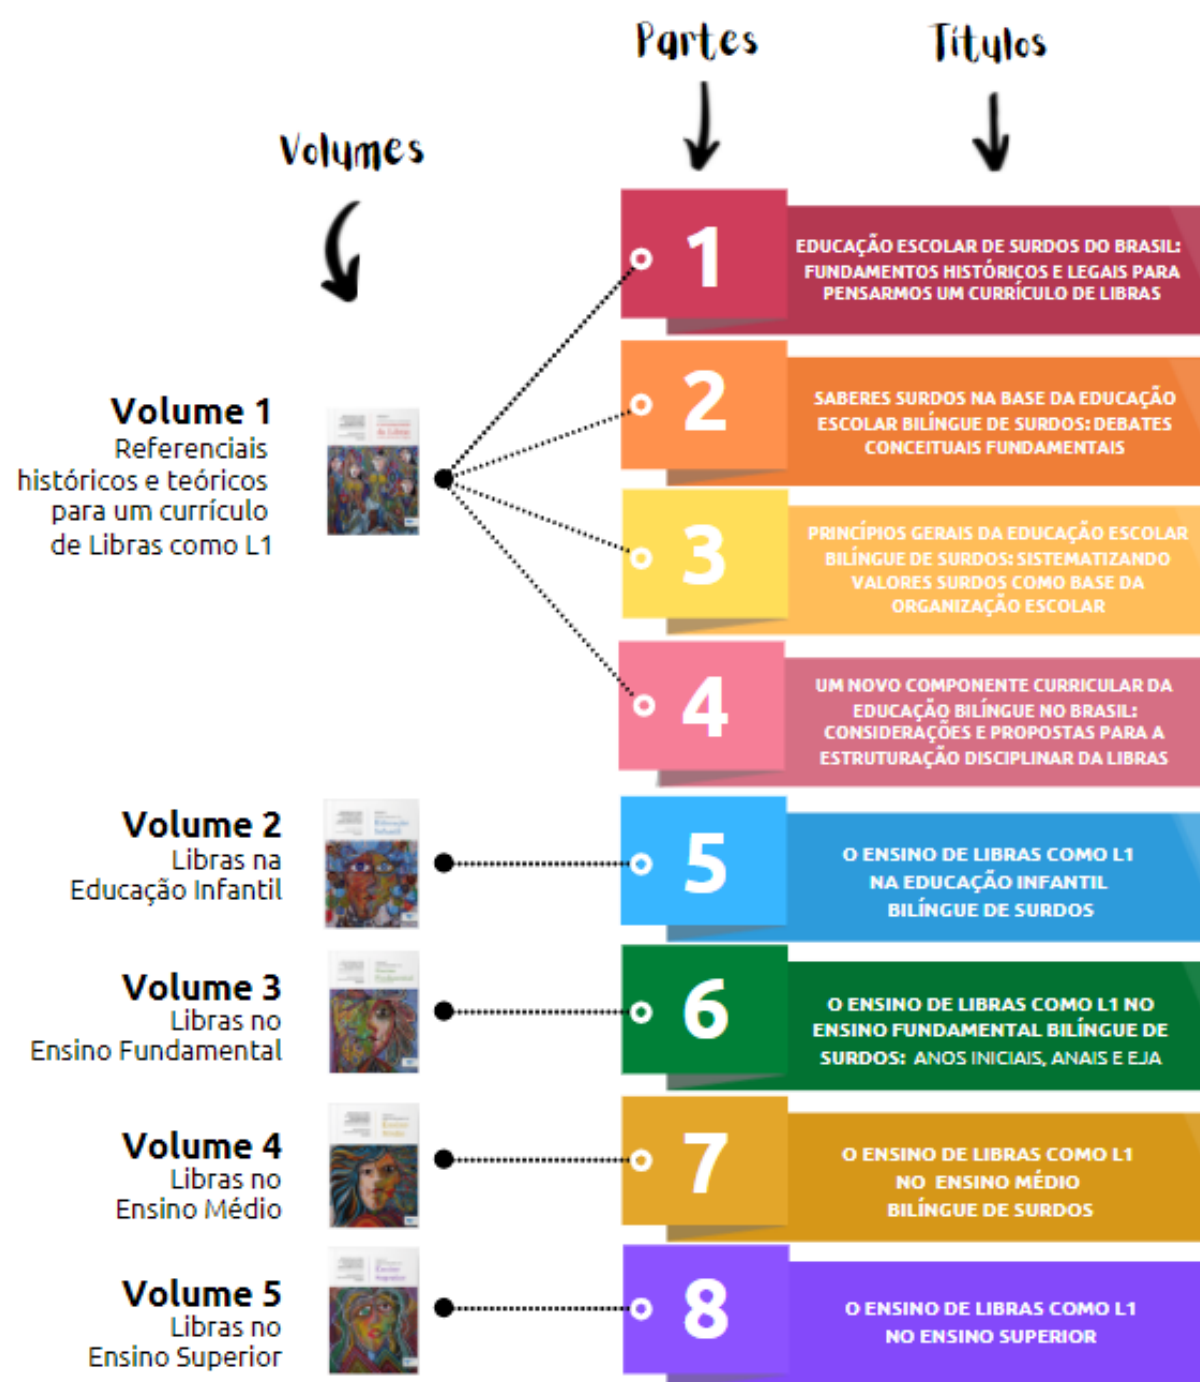 Partes
Títulos
Volumes
1
EDUCAÇÃO ESCOLAR DE SURDOS DO BRASIL:
FUNDAMENTOS HISTÓRICOS E LEGAIS PARA
PENSARMOS UM CURRÍCULO DE LIBRAS
2
SABERES SURDOS NA BASE DA EDUCAÇÃO
ESCOLAR BILÍNGUE DE SURDOS: DEBATES
CONCEITUAIS FUNDAMENTAIS
Volume 1
Referenciais
históricos e teóricos
para um currículo
de Libras como L1
3
PRINCÍPIOS GERAIS DA EDUCAÇÃO ESCOLAR
BILÍNGUE DE SURDOS: SISTEMATIZANDO
VALORES SURDOS COMO BASE DA
ORGANIZAÇÃO ESCOLAR
4
UM NOVO COMPONENTE CURRICULAR DA
EDUCAÇÃO BILÍNGUE NO BRASIL:
CONSIDERAÇÕES E PROPOSTAS PARA A
ESTRUTURAÇÃO DISCIPLINAR DA LIBRAS
Volume 2
Libras na
Educação Infantil
Educação
Infantil
5
O ENSINO DE LIBRAS COMO L1
NA EDUCAÇÃO INFANTIL
BILÍNGUE DE SURDOS
Volume 3
Libras no
Ensino Fundamental
6
O ENSINO DE LIBRAS COMO L1 NO
ENSINO FUNDAMENTAL BILÍNGUE DE
SURDOS: ANOS INICIAIS, ANAIS E EJA
Volume 4
Libras no
Ensino Médio
7
O ENSINO DE LIBRAS COMO L1
NO ENSINO MÉDIO
BILÍNGUE DE SURDOS
Volume 5
Libras no
Ensino Superior
8
O ENSINO DE LIBRAS COMO L1
NO ENSINO SUPERIOR